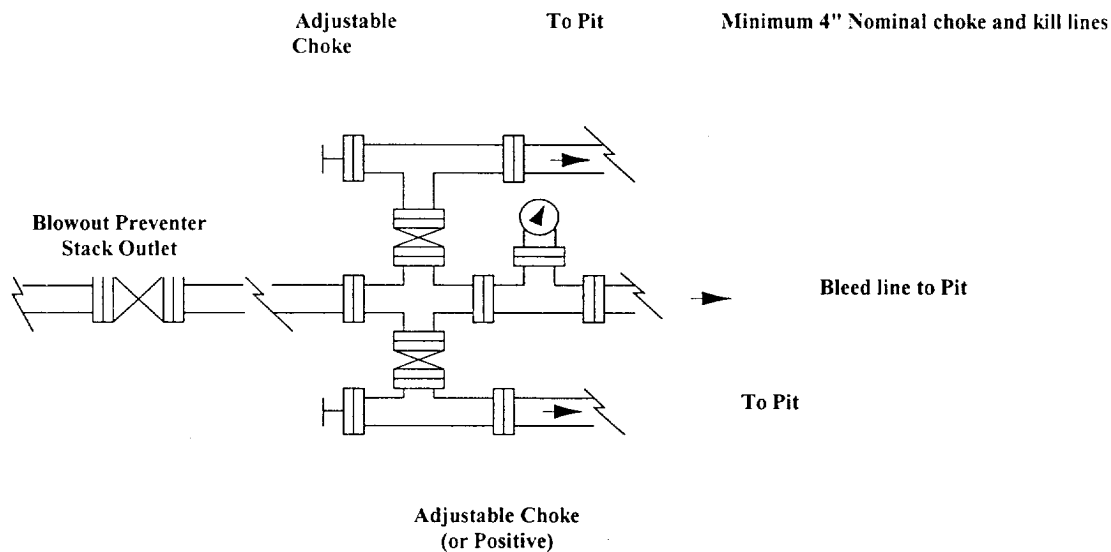 Adjustable
Choke
To Pit
Minimum 4" Nominal choke and kill lines
Blowout Preventer
Stack Outlet
Bleed line to Pit
To Pit
Adjustable Choke
(or Positive)